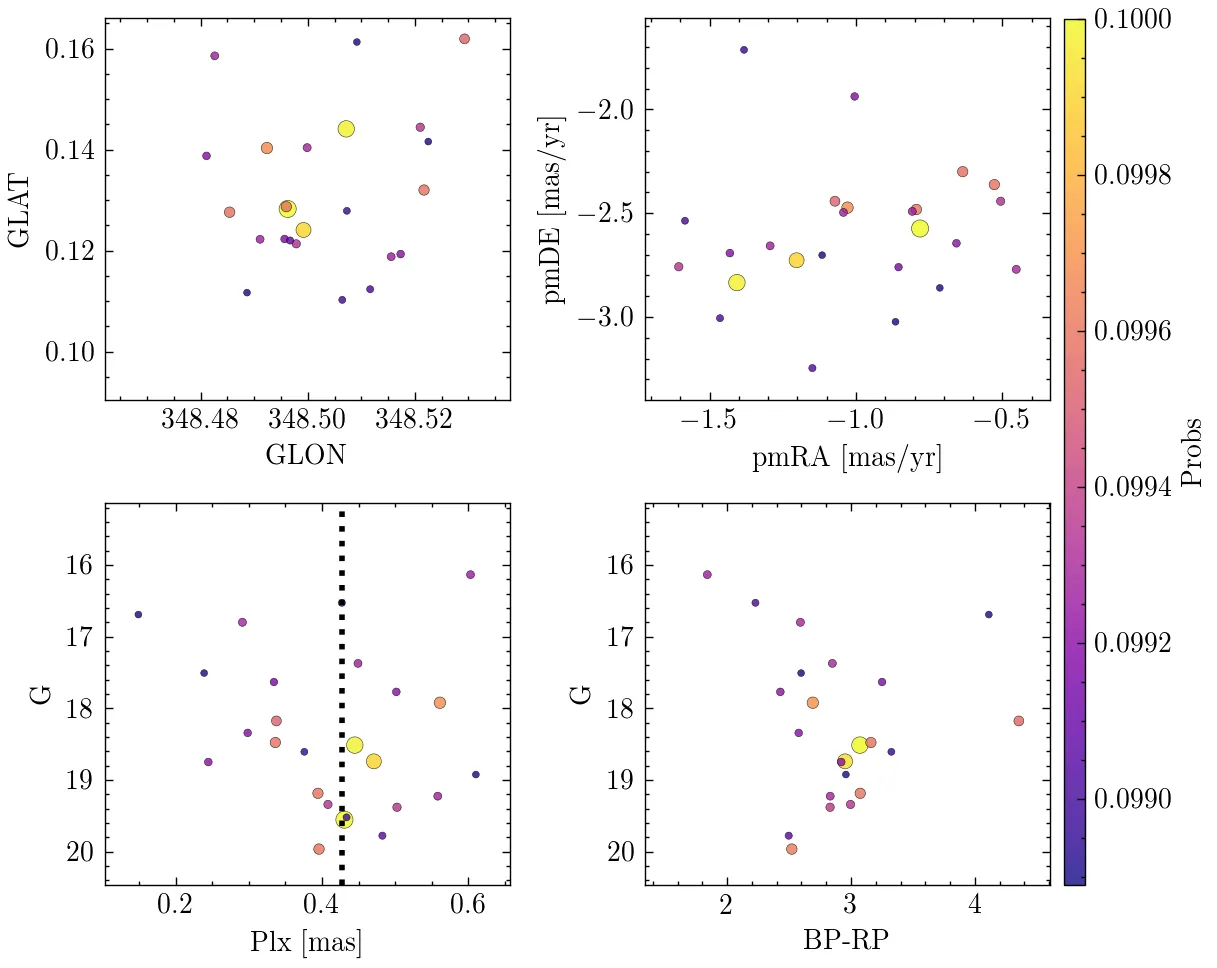 0.16
0.14
0.12
0.10
GLAT
348.48 348.50 348.52
GLON
−2.0
−2.5
−3.0
pmDE [mas/yr]
−1.5 −1.0 −0.5
pmRA [mas/yr]
0.1000
0.0998
0.0996
0.0994
0.0992
0.0990
Probs
16
17
18
19
20
G
0.2 0.4 0.6
Plx [mas]
16
17
18
19
20
G
2 3 4
BP-RP